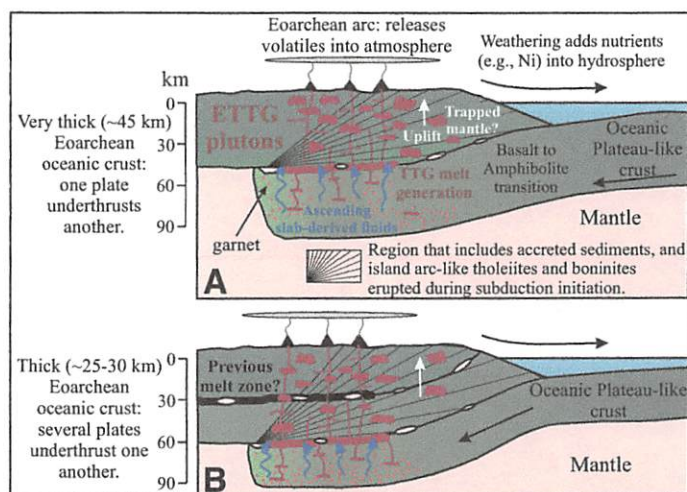 Eoarchean arc: releases
volatiles into atmosphere
Weathering adds nutrients
(e.g., Ni) into hydrosphere
km
0
30
60
90
Very thick (~45 km)
Eoarchean
oceanic crust:
one plate
underthrusts
another.
ETTG
plutons
Uplift
Trapped
mantle?
Oceanic
Plateau-like
crust
Basalt to
Amphibolite
transition
TTG melt
generation
Ascending
slab-derived fluids
garnet
Mantle
A
Region that includes accreted sediments, and
island arc-like tholeiites and boninites
erupted during subduction initiation.
Thick (~25-30 km)
Eoarchean
oceanic crust:
several plates
underthrust one
another.
0
30
60
90
Previous
melt zone?
Oceanic Plateau-like
crust
Mantle
B